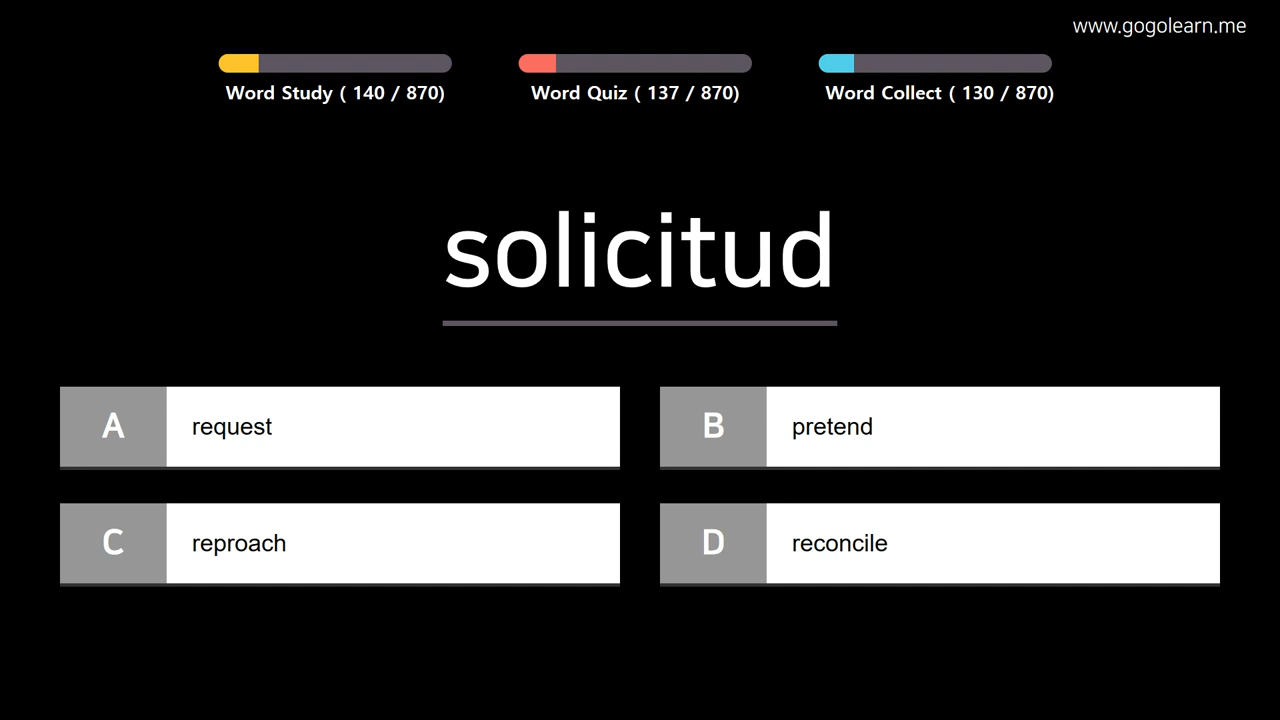 www.gogolearn.me
Word Study ( 140 / 870)
Word Quiz ( 137 / 870)
Word Collect ( 130 / 870)
solicitud
A request
B pretend
C reproach
D reconcile